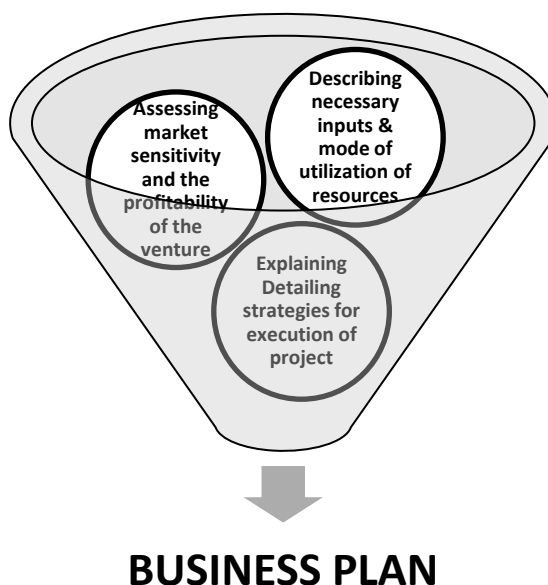 Assessing
market
sensitivity
and the
profitability
of the
venture
Describing
necessary
inputs &
mode of
utilization of
resources
Explaining
Detailing
strategies for
execution of
project
BUSINESS PLAN